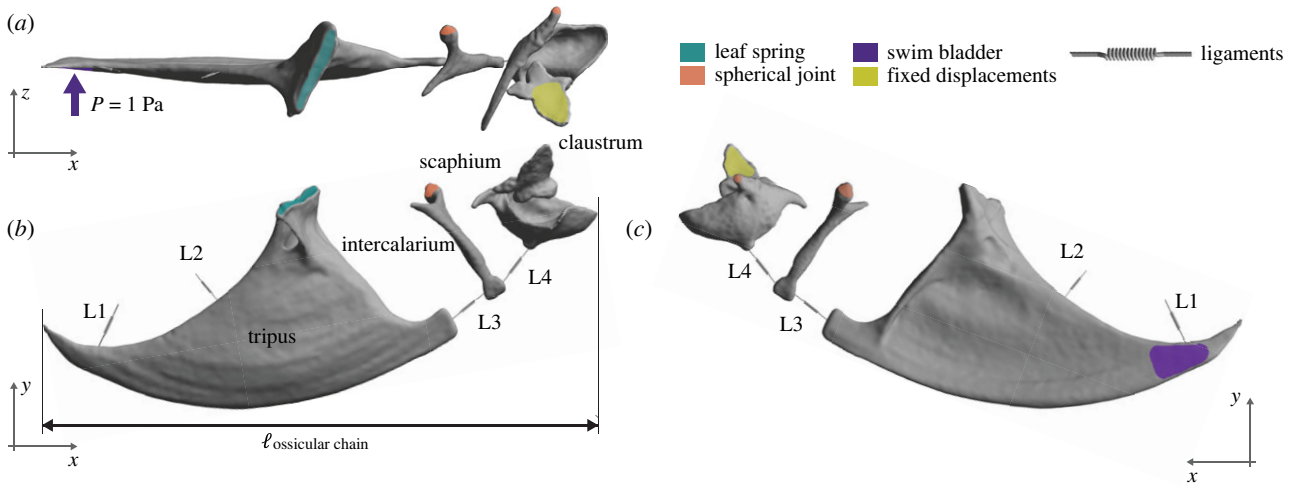 (a)
z
x
P = 1 Pa
leaf spring
spherical joint
swim bladder
fixed displacements
ligaments
claustrum
scaphium
(b)
intercalarium
L1
L2
L3
L4
tripus
y
x
ℓ ossicular chain
(c)
L4
L3
L2
L1
y
x